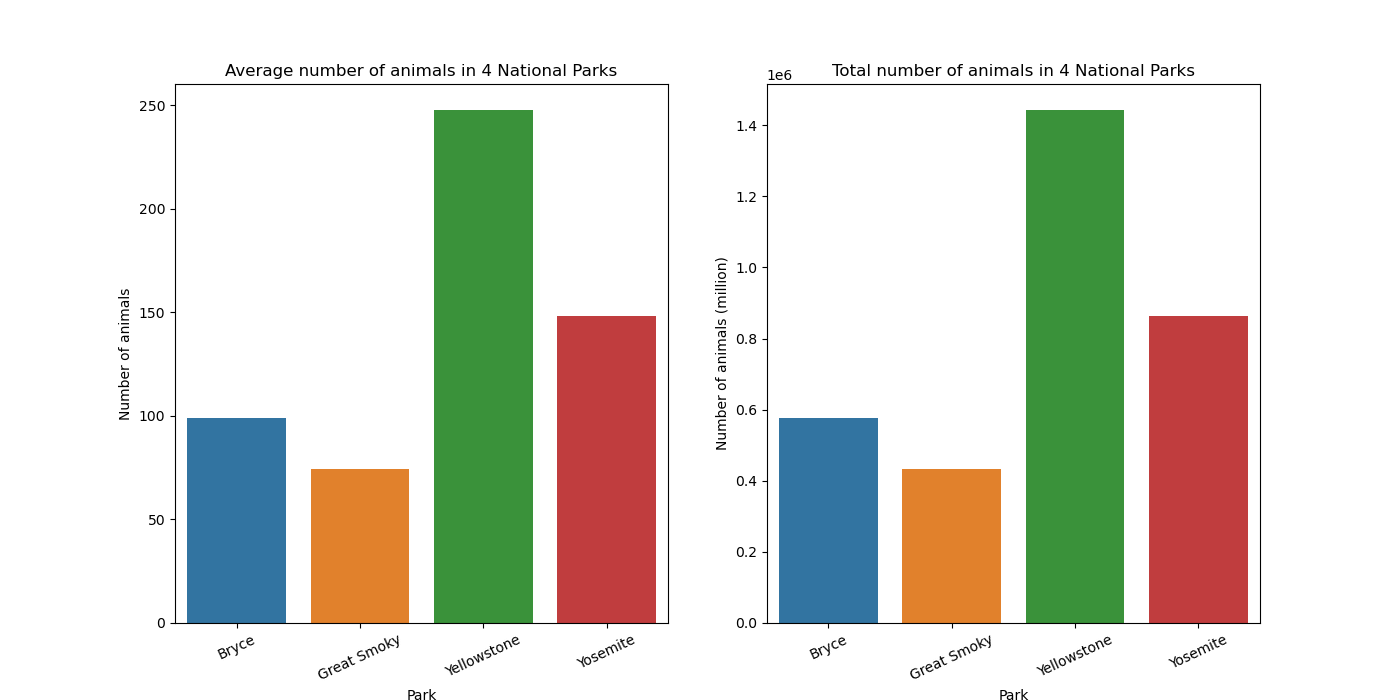 Average number of animals in 4 National Parks
Number of animals
250
200
150
100
50
0
Bryce
Great Smoky
Yellowstone
Yosemite
Park
Total number of animals in 4 National Parks
1e6
Number of animals (million)
1.4
1.2
1.0
0.8
0.6
0.4
0.2
0.0
Bryce
Great Smoky
Yellowstone
Yosemite
Park